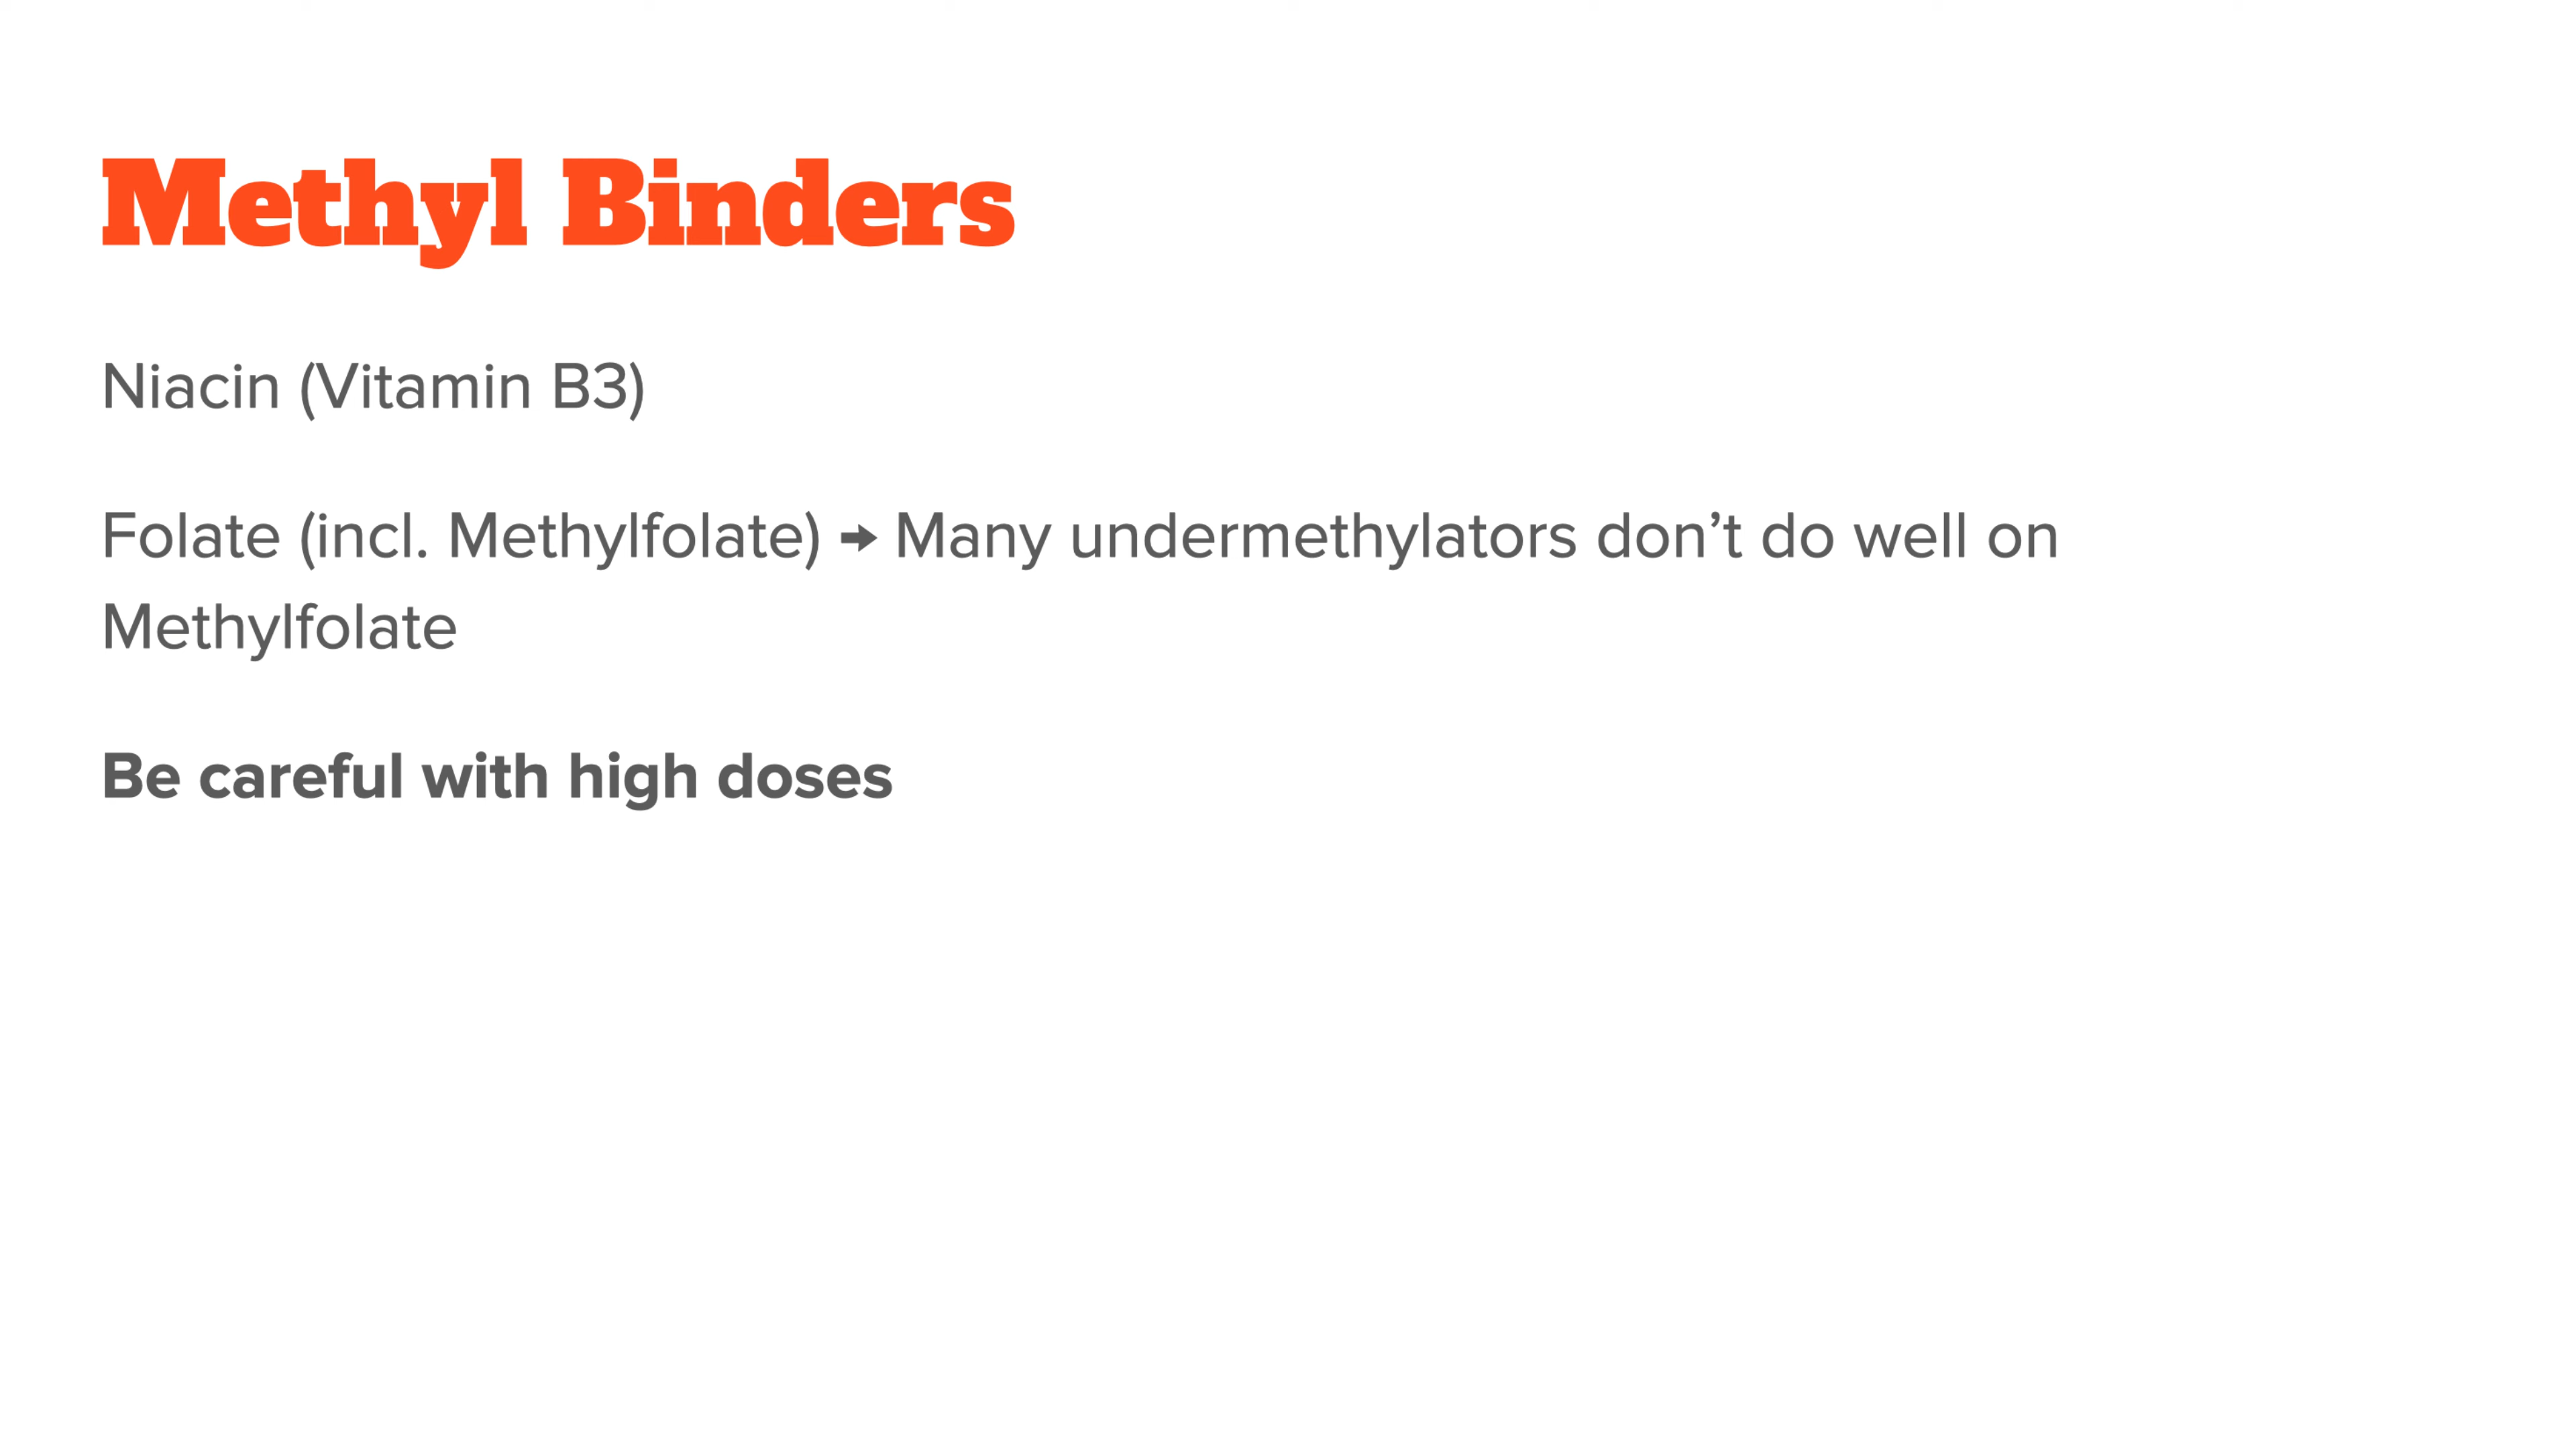 Methyl Binders
Niacin (Vitamin B3)
Folate (incl. Methylfolate) ➧ Many undermethylators don’t do well on
Methylfolate
Be careful with high doses